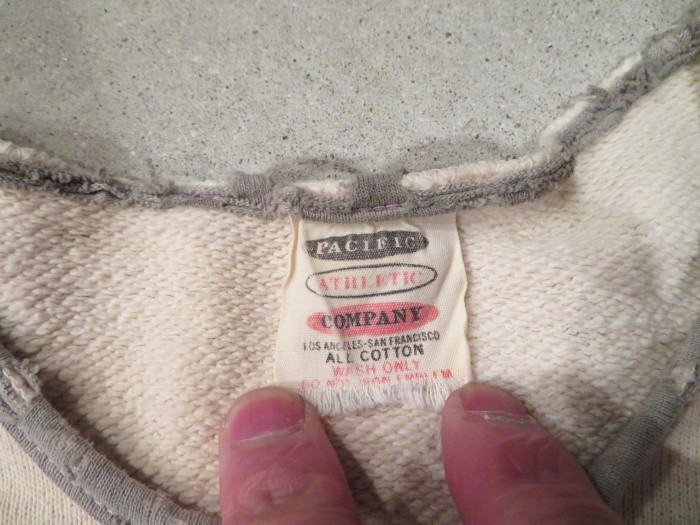 PACIFIC
ATHLETIC
COMPANY
LOS ANGELES-SAN FRANCISCO
ALL COTTON
WASH ONLY
DO NOT IRON EMBLEM